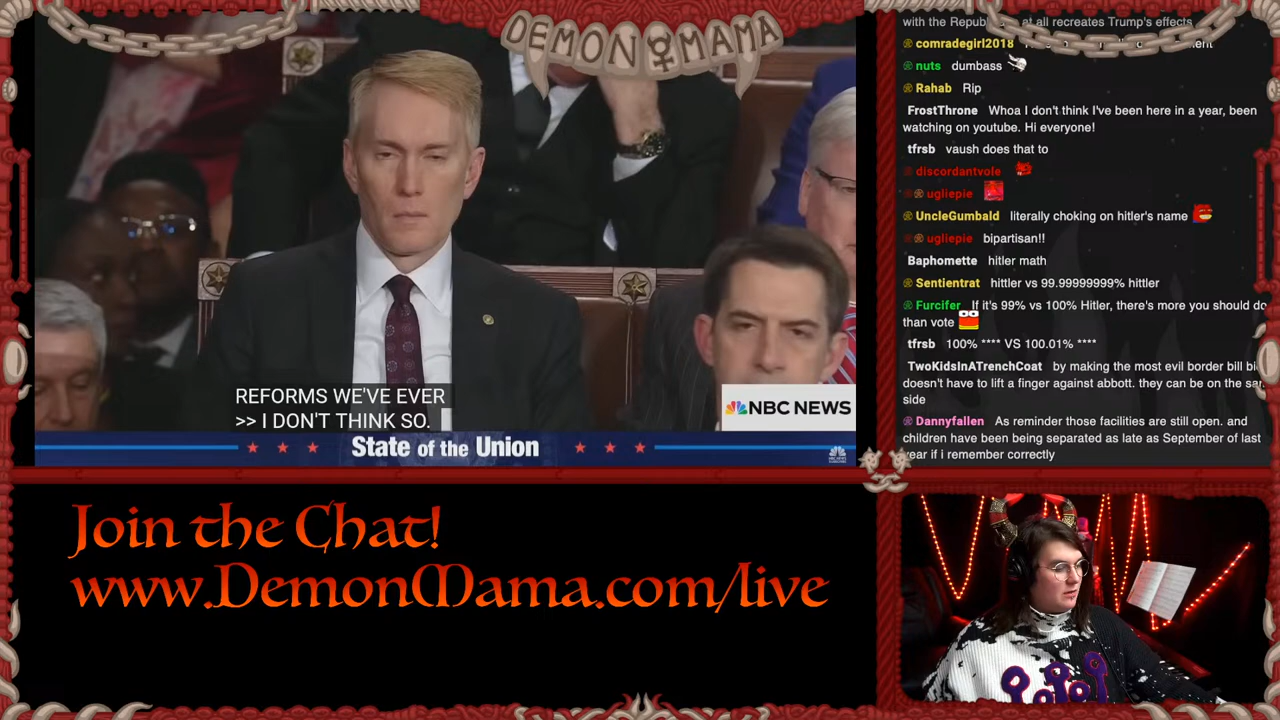 DEMON MAMA
with the Repub at all recreates Trump's effects
comradegirl2018
nuts dumbass
Rahab Rip
FrostThrone Whoa I don't think I've been here in a year, been
watching on youtube. Hi everyone!
tfrsb vaush does that to
discordantvole
ugliepie
UncleGumbald literally choking on hitler's name
ugliepie bipartisan!!
Baphomette hitler math
Sentientrat hittler vs 99.99999999% hittler
Furcifer If it's 99% vs 100% Hitler, there's more you should do
than vote
tfrsb 100% **** VS 100.01% ****
TwoKidsInATrenchCoat by making the most evil border bill
doesn't have to lift a finger against abbott. they can be on the
side
Dannyfallen As reminder those facilities are still open. and
children have been being separated as late as September of last
year if i remember correctly
REFORMS WE'VE EVER
>> I DON'T THINK SO.
NBC NEWS
State of the Union
Join the Chat!
www.DemonMama.com/live